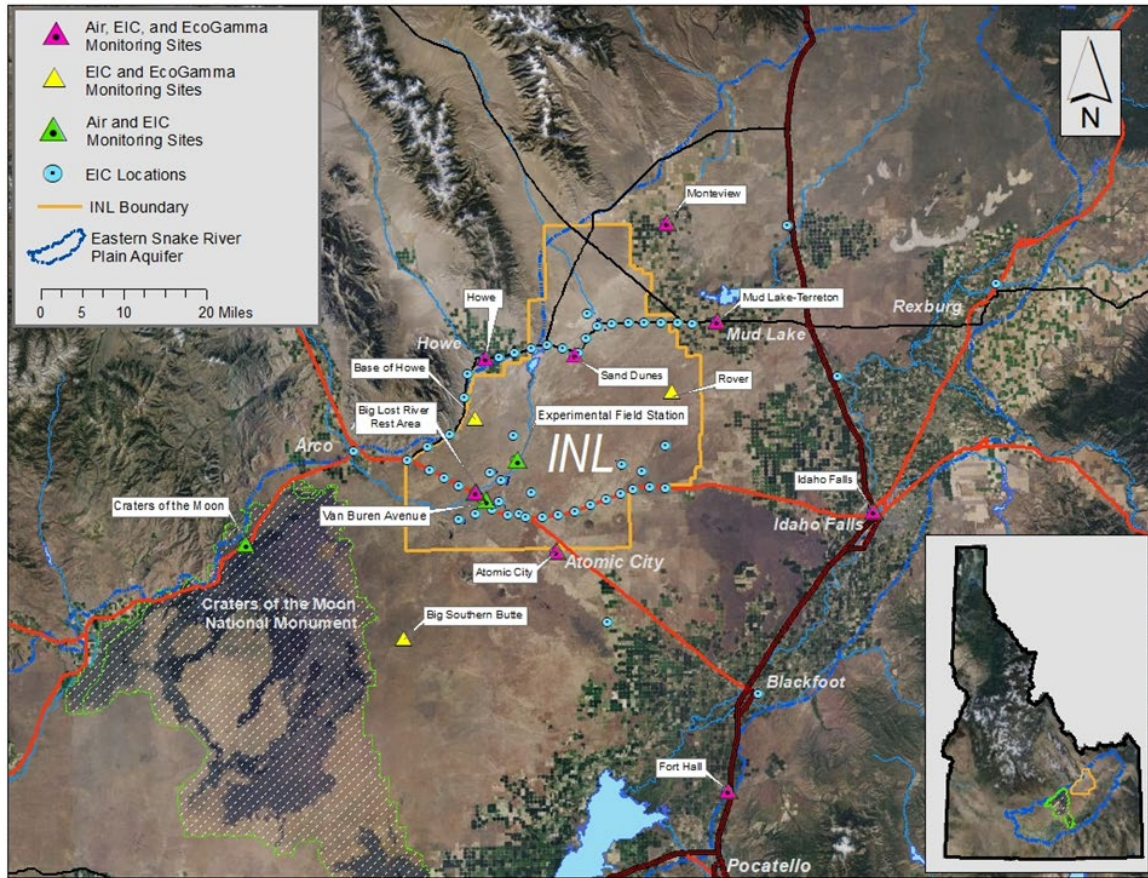 Air, EIC, and EcoGamma
Monitoring Sites
EIC and EcoGamma
Monitoring Sites
Air and EIC
Monitoring Sites
EIC Locations
INL Boundary
Eastern Snake River
Plain Aquifer
0 5 10 20 Miles
N
Monteview
Howe
Mud Lake-Terreton
Rexburg
Howe
Mud Lake
Base of Howe
Sand Dunes
Rover
Big Lost River
Rest Area
Experimental Field Station
Arco
INL
Craters of the Moon
Idaho Falls
Van Buren Avenue
Idaho Falls
Atomic City
Atomic City
Craters of the Moon
National Monument
Big Southern Butte
Blackfoot
Fort Hall
Pocatello